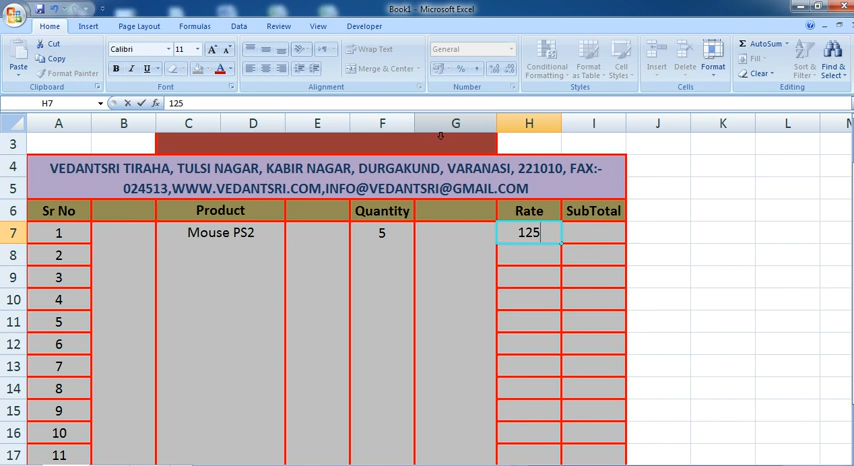 Book1 - Microsoft Excel
Home Insert Page Layout Formulas Data Review View Developer
Cut
Copy
Format Painter
Paste
Clipboard
Calibri 11
B I U
Font
Wrap Text
Merge & Center
Alignment
General
Number
Conditional Formatting
Format as Table
Cell Styles
Styles
Insert Delete Format
Cells
AutoSum
Fill
Clear
Sort & Filter
Find & Select
Editing
H7 fx 125
A B C D E F G H I J K L M
3
4 VEDANTSRI TIRAHA, TULSI NAGAR, KABIR NAGAR, DURGAKUND, VARANASI, 221010, FAX:-
5 024513,WWW.VEDANTSRI.COM,INFO@VEDANTSRI@GMAIL.COM
6 Sr No Product Quantity Rate SubTotal
7 1 Mouse PS2 5 125
8 2
9 3
10 4
11 5
12 6
13 7
14 8
15 9
16 10
17 11